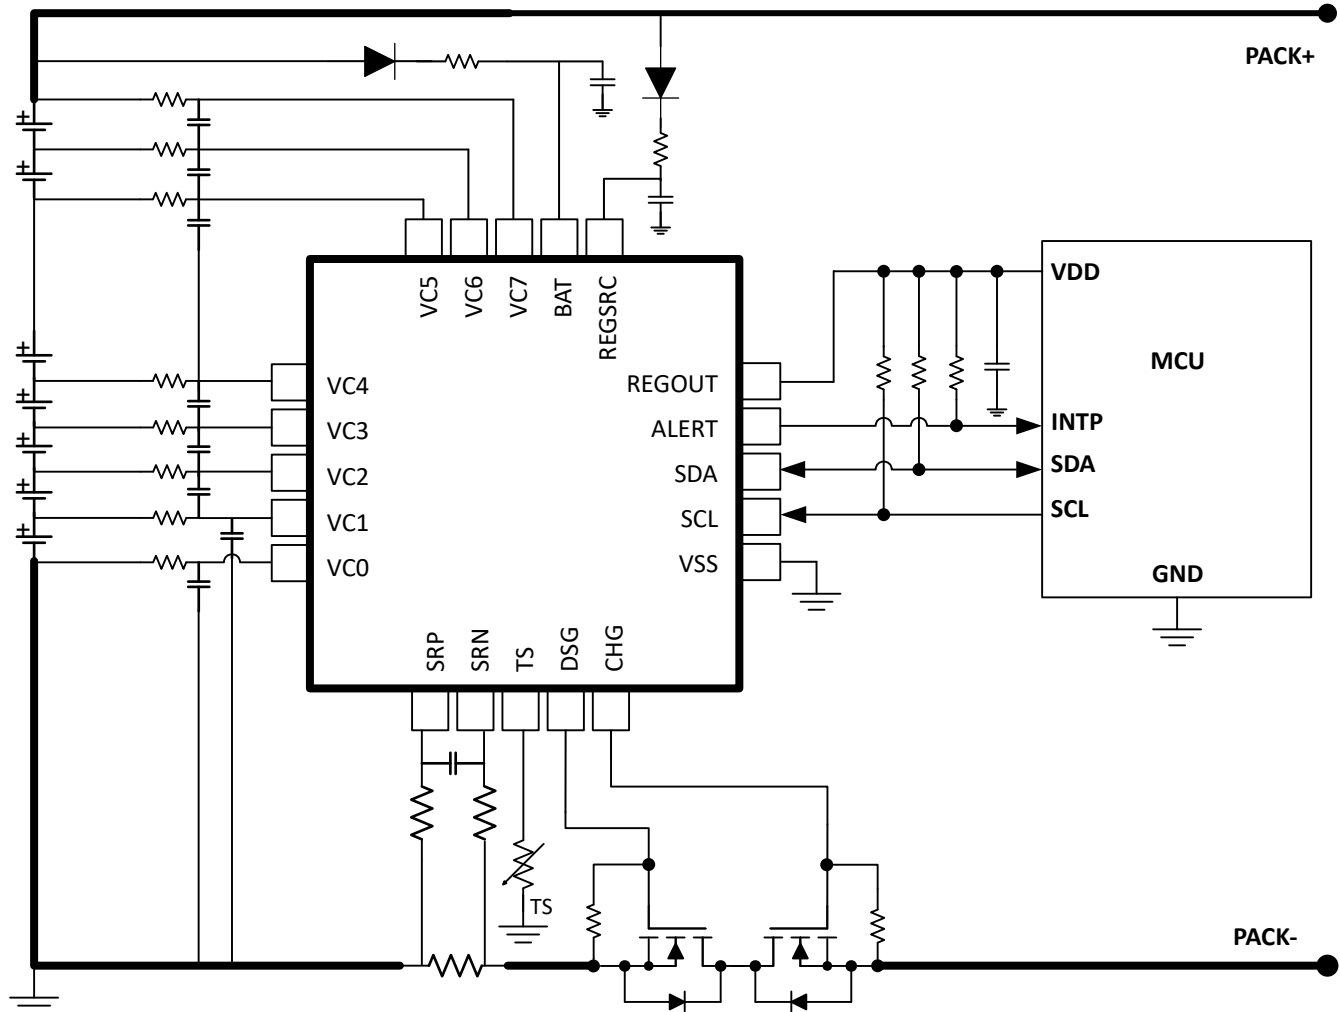 PACK+
VC5
VC6
VC7
BAT
REGSRC
VDD
MCU
VC4
REGOUT
VC3
ALERT
INTP
VC2
SDA
SDA
VC1
SCL
SCL
VC0
VSS
GND
SRP
SRN
TS
DSG
CHG
TS
PACK-
+
+
+
+
+
+
+